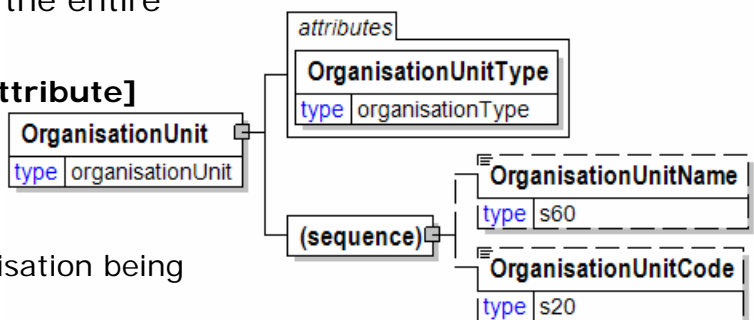 the entire
attributes
OrganisationUnitType
type organisationType
ttribute]
OrganisationUnit
type organisationUnit
OrganisationUnitName
type s60
(sequence)
isation being
OrganisationUnitCode
type s20